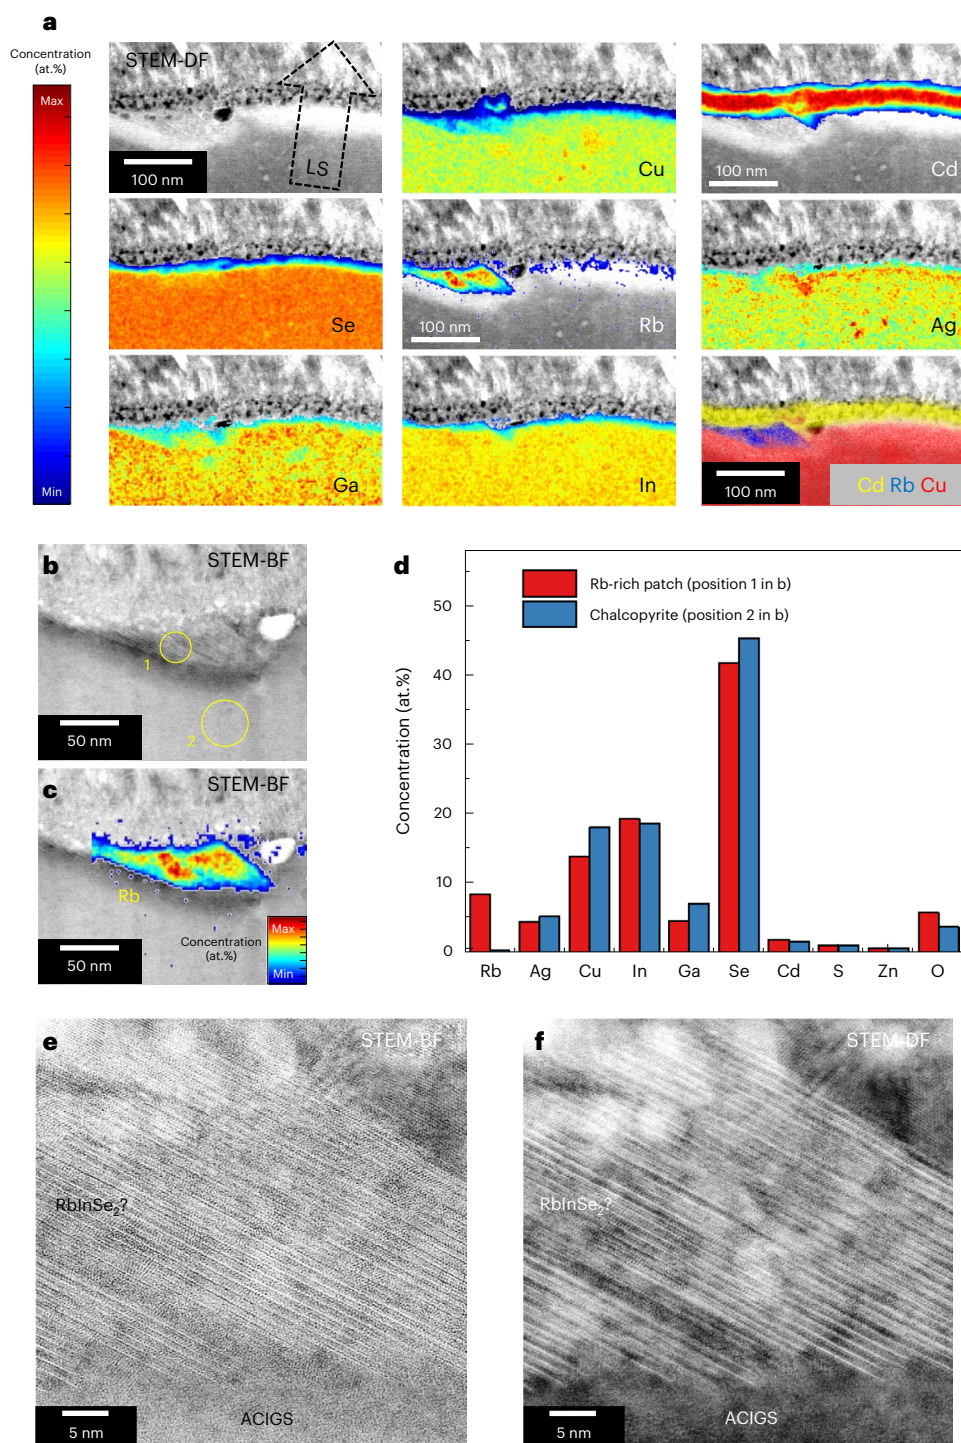 a
Concentration
(at.%)
Max
Min
STEM-DF
LS
100 nm
Cu
Cd
100 nm
Se
Rb
100 nm
Ag
Ga
In
Cd Rb Cu
100 nm
b
STEM-BF
1
2
50 nm
c
STEM-BF
Rb
Concentration
(at.%)
Max
Min
50 nm
d
Rb-rich patch (position 1 in b)
Chalcopyrite (position 2 in b)
Concentration (at.%)
50
40
30
20
10
0
Rb Ag Cu In Ga Se Cd S Zn O
e
STEM-BF
RbInSe₂?
ACIGS
5 nm
f
STEM-DF
RbInSe₂?
ACIGS
5 nm